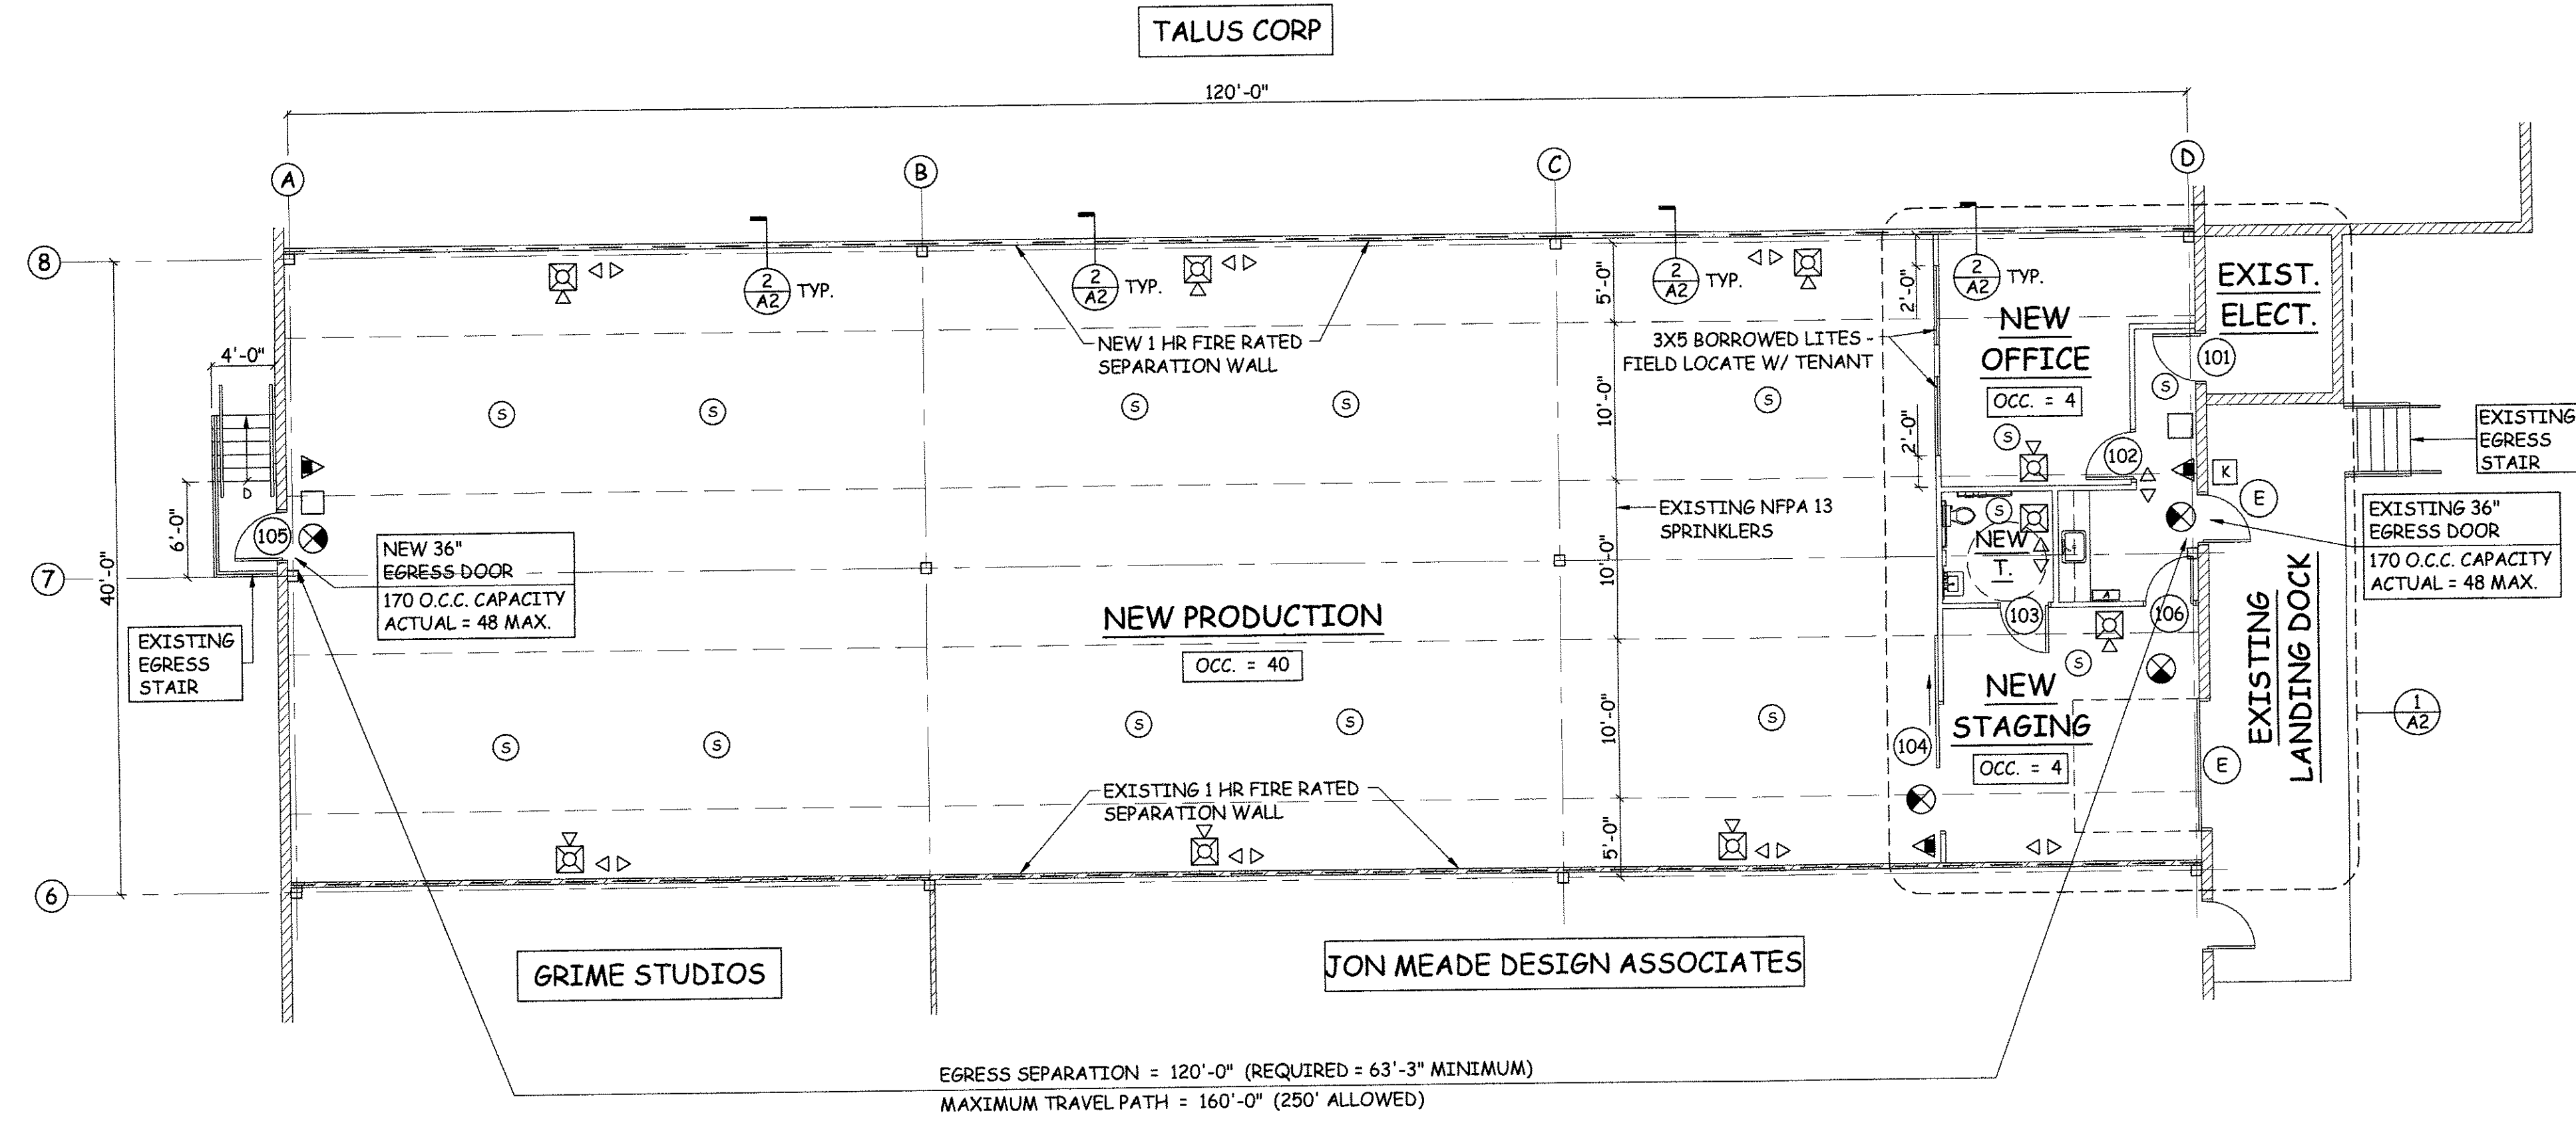 TALUS CORP
120'-0"
A
B
C
D
8
2
A2
TYP.
2
A2
TYP.
2
A2
TYP.
2
A2
TYP.
5'-0"
2'-0"
EXIST.
ELECT.
NEW
OFFICE
OCC. = 4
NEW 1 HR FIRE RATED
SEPARATION WALL
3X5 BORROWED LITES -
FIELD LOCATE W/ TENANT
101
S
4'-0"
S
S
S
S
S
10'-0"
2'-0"
S
102
K
E
EXISTING
EGRESS
STAIR
D
6'-0"
105
7
40'-0"
NEW 36"
EGRESS DOOR
170 O.C.C. CAPACITY
ACTUAL = 48 MAX.
EXISTING
EGRESS
STAIR
EXISTING NFPA 13
SPRINKLERS
10'-0"
S
NEW
T.
A
103
106
EXISTING 36"
EGRESS DOOR
170 O.C.C. CAPACITY
ACTUAL = 48 MAX.
NEW PRODUCTION
OCC. = 40
S
S
S
S
S
10'-0"
S
NEW
STAGING
OCC. = 4
104
E
EXISTING
LANDING DOCK
1
A2
EXISTING 1 HR FIRE RATED
SEPARATION WALL
5'-0"
6
GRIME STUDIOS
JON MEADE DESIGN ASSOCIATES
EGRESS SEPARATION = 120'-0" (REQUIRED = 63'-3" MINIMUM)
MAXIMUM TRAVEL PATH = 160'-0" (250' ALLOWED)